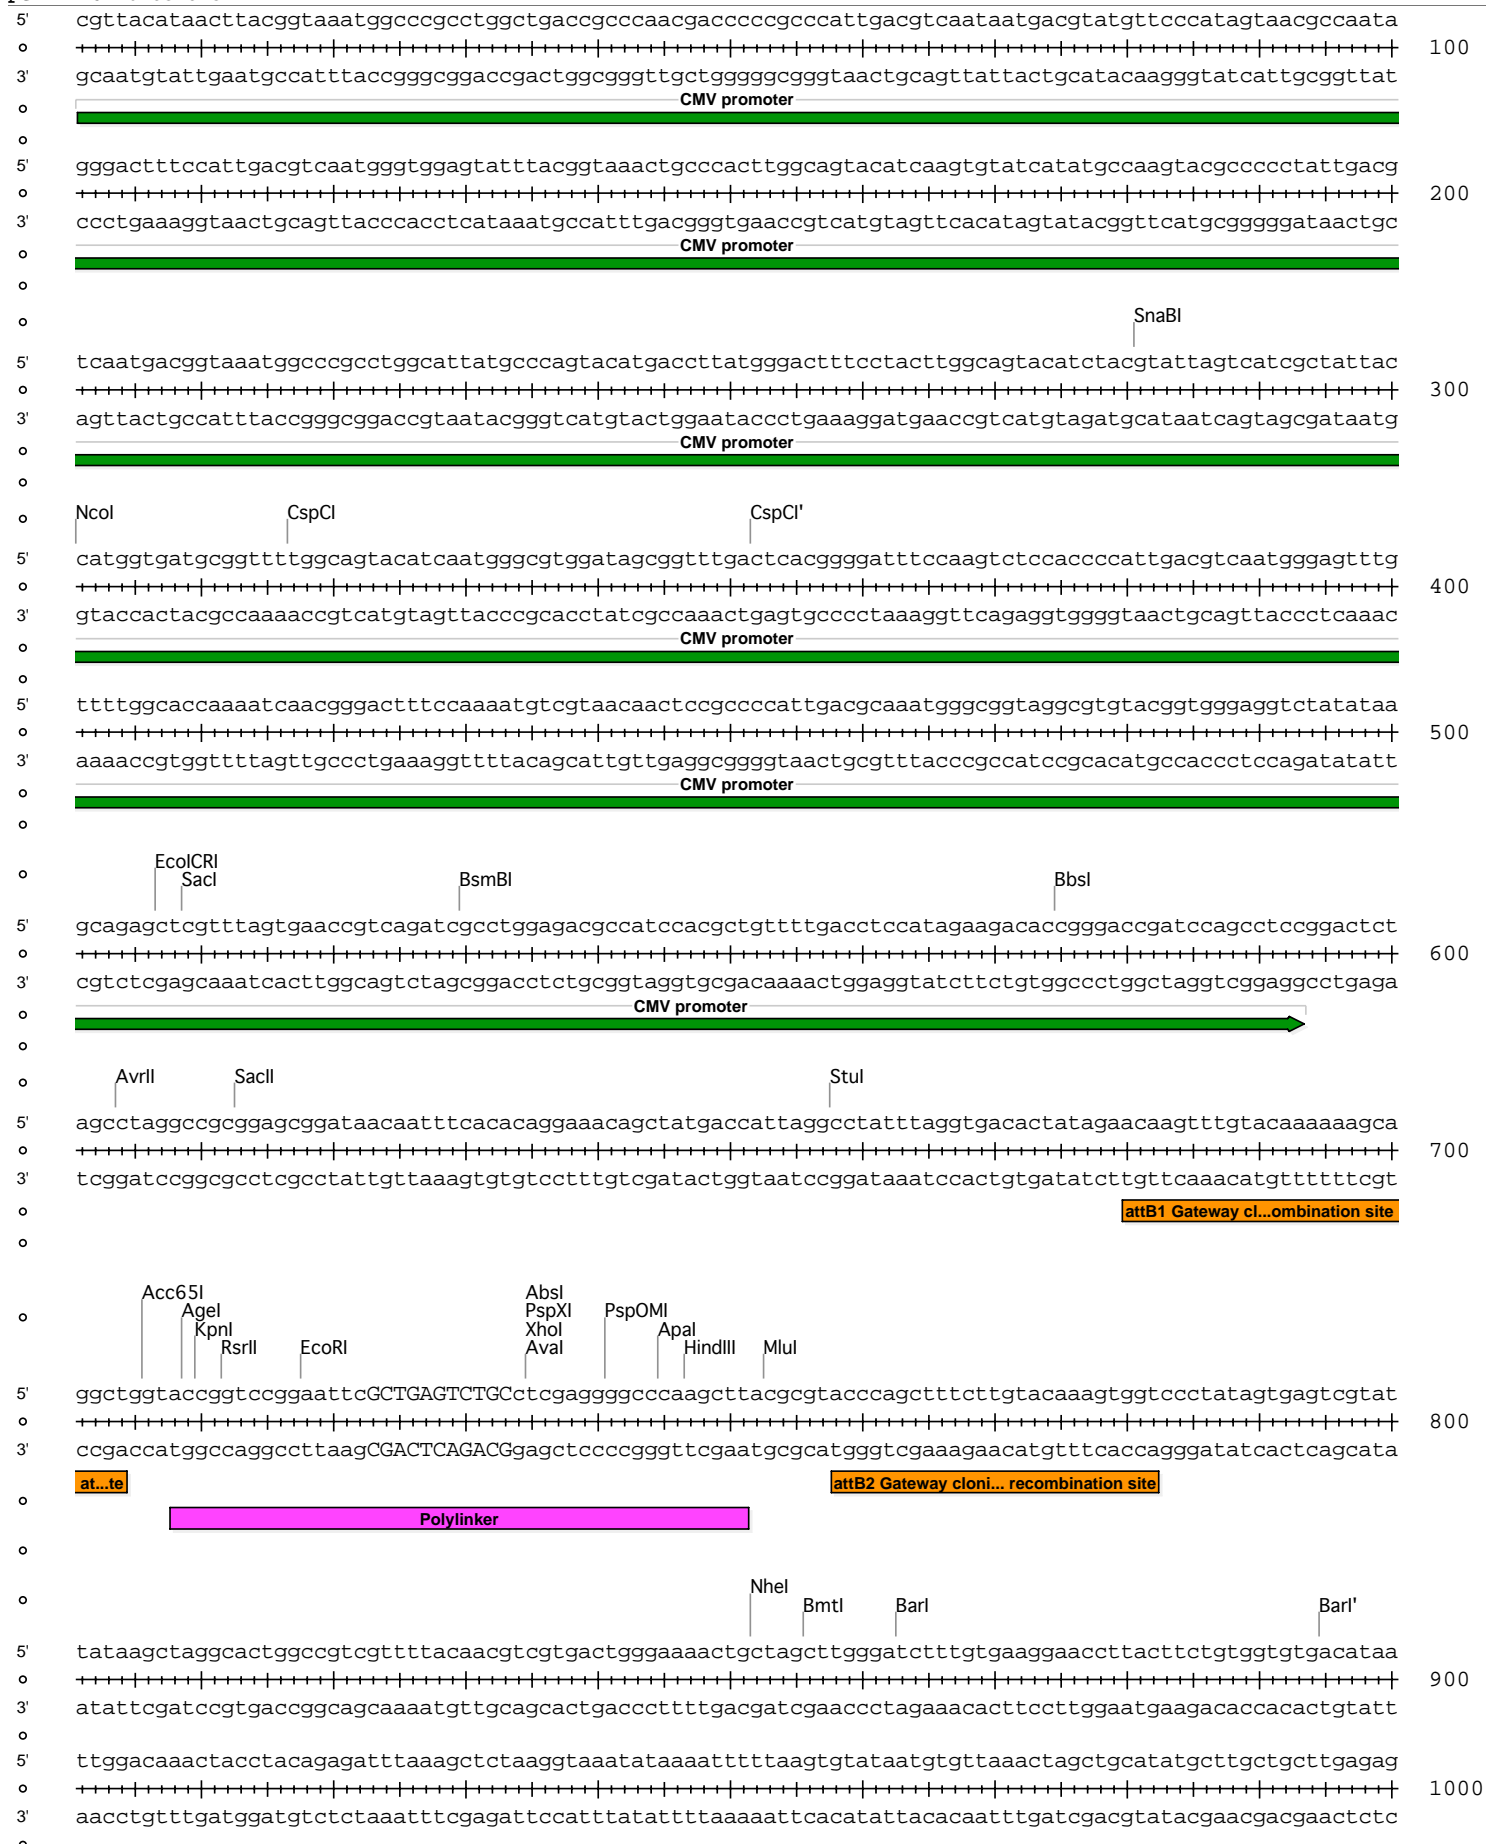 5' cgttacataacttacggtaaatggcccgcctggctgaccgcccaacgacccccgcccattgacgtcaataatgacgtatgttcccatagtaacgccaata
100
3' gcaatgtattgaatgccatttaccgggcggaccgactggcgggttgctgggggcgggtaactgcagttattactgcatacaagggtatcattgcggttat
CMV promoter
5' gggactttccattgacgtcaatgggtggagtatttacggtaaactgcccacttggcagtacatcaagtgtatcatatgccaagtacgccccctattgacg
200
3' ccctgaaaggtaactgcagttacccacctcataaatgccatttgacgggtgaaccgtcatgtagttcacatagtatacggttcatgcgggggataactgc
CMV promoter
SnaBI
5' tcaatgacggtaaatggcccgcctggcattatgcccagtacatgaccttatgggactttcctacttggcagtacatctacgtattagtcatcgctattac
300
3' agttactgccatttaccgggcggaccgtaatacgggtcatgtactggaataccctgaaaggatgaaccgtcatgtagatgcataatcagtagcgataatg
CMV promoter
NcoI CspCI CspCI'
5' catggtgatgcggttttggcagtacatcaatgggcgtggatagcggtttgactcacggggatttccaagtctccaccccattgacgtcaatgggagtttg
400
3' gtaccactacgccaaaaccgtcatgtagttacccgcacctatcgccaaactgagtgcccctaaaggttcagaggtggggtaactgcagttaccctcaaac
CMV promoter
5' ttttggcaccaaaatcaacgggactttccaaaatgtcgtaacaactccgccccattgacgcaaatgggcggtaggcgtgtacggtgggaggtctatataa
500
3' aaaaccgtggttttagttgccctgaaaggttttacagcattgttgaggcggggtaactgcgtttacccgccatccgcacatgccaccctccagatatatt
CMV promoter
EcoICRI
SacI BsmBI BbsI
5' gcagagctcgtttagtgaaccgtcagatcgcctggagacgccatccacgctgttttgacctccatagaagacaccgggaccgatccagcctccggactct
600
3' cgtctcgagcaaatcacttggcagtctagcggacctctgcggtaggtgcgacaaaactggaggtatcttctgtggccctggctaggtcggaggcctgaga
CMV promoter
AvrII SacII StuI
5' agcctaggccgcggagcggataacaatttcacacaggaaacagctatgaccattaggcctatttaggtgacactatagaacaagtttgtacaaaaaagca
700
3' tcggatccggcgcctcgcctattgttaaagtgtgtcctttgtcgatactggtaatccggataaatccactgtgatatcttgttcaaacatgttttttcgt
attB1 Gateway cl...ombination site
Acc65I AbsI
AgeI PspXI PspOMI
KpnI XhoI ApaI
RsrII EcoRI AvaI HindIII MluI
5' ggctggtaccggtccggaattcGCTGAGTCTGCctcgaggggcccaagcttacgcgtacccagctttcttgtacaaagtggtccctatagtgagtcgtat
800
3' ccgaccatggccaggccttaagCGACTCAGACGgagctccccgggttcgaatgcgcatgggtcgaaagaacatgtttcaccagggatatcactcagcata
at...te attB2 Gateway cloni... recombination site
Polylinker
NheI
BmtI BarI BarI'
5' tataagctaggcactggccgtcgttttacaacgtcgtgactgggaaaactgctagcttgggatctttgtgaaggaaccttacttctgtggtgtgacataa
900
3' atattcgatccgtgaccggcagcaaaatgttgcagcactgacccttttgacgatcgaaccctagaaacacttccttggaatgaagacaccacactgtatt
5' ttggacaaactacctacagagatttaaagctctaaggtaaatataaaatttttaagtgtataatgtgttaaactagctgcatatgcttgctgcttgagag
1000
3' aacctgtttgatggatgtctctaaatttcgagattccatttatattttaaaaattcacatattacacaatttgatcgacgtatacgaacgacgaactctc